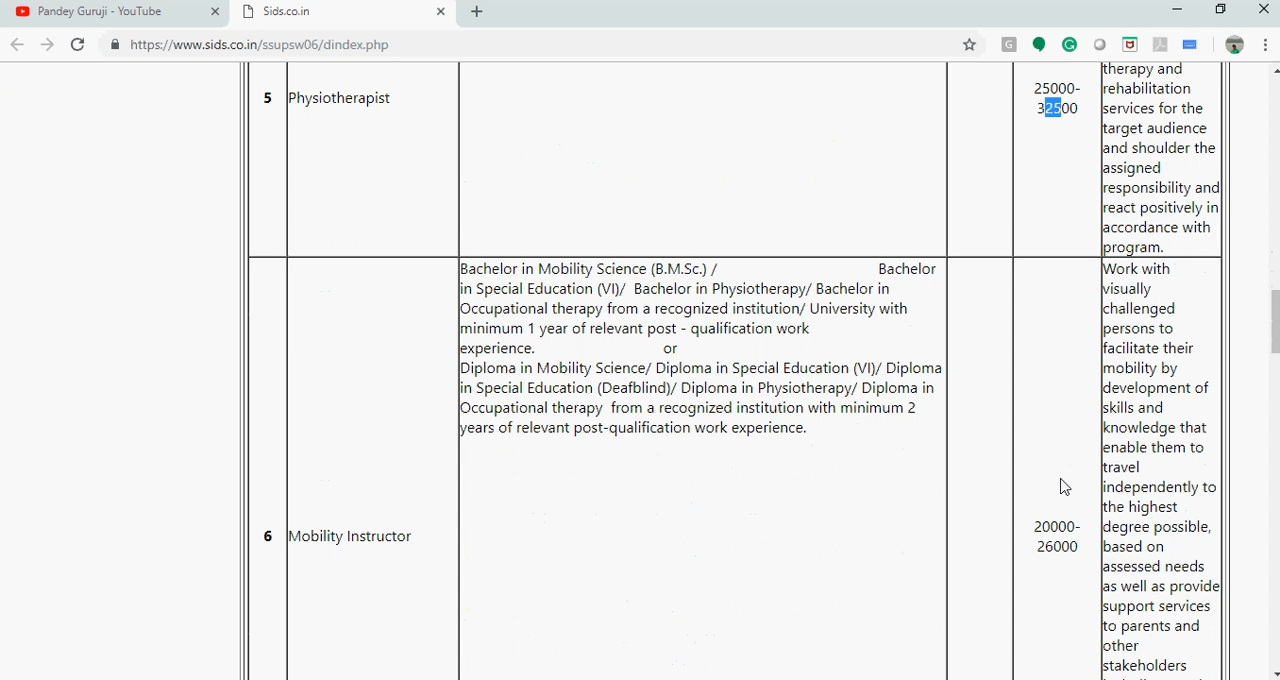 Pandey Guruji - YouTube
Sids.co.in
https://www.sids.co.in/ssupsw06/dindex.php
5
Physiotherapist
25000-
32500
therapy and
rehabilitation
services for the
target audience
and shoulder the
assigned
responsibility and
react positively in
accordance with
program.
6
Mobility Instructor
Bachelor in Mobility Science (B.M.Sc.) / Bachelor
in Special Education (VI)/ Bachelor in Physiotherapy/ Bachelor in
Occupational therapy from a recognized institution/ University with
minimum 1 year of relevant post - qualification work
experience. or
Diploma in Mobility Science/ Diploma in Special Education (VI)/ Diploma
in Special Education (Deafblind)/ Diploma in Physiotherapy/ Diploma in
Occupational therapy from a recognized institution with minimum 2
years of relevant post-qualification work experience.
20000-
26000
Work with
visually
challenged
persons to
facilitate their
mobility by
development of
skills and
knowledge that
enable them to
travel
independently to
the highest
degree possible,
based on
assessed needs
as well as provide
support services
to parents and
other
stakeholders